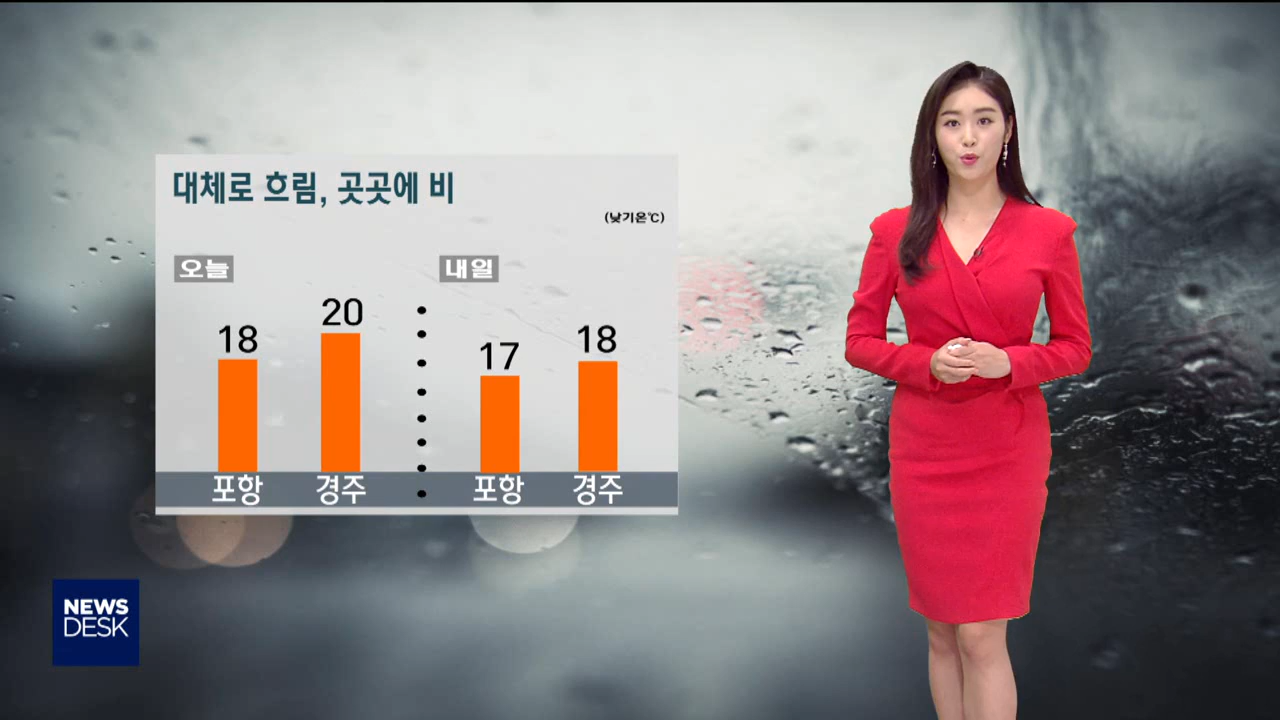 대체로 흐림, 곳곳에 비
(낮기온℃)
오늘
내일
18
20
17
18
포항
경주
포항
경주
NEWS
DESK